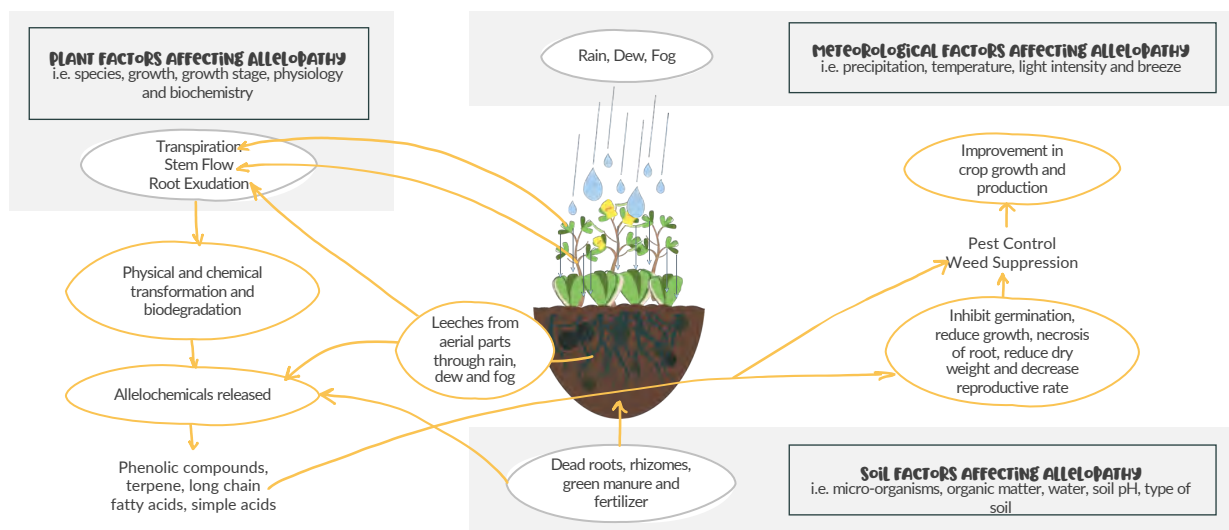 PLANT FACTORS AFFECTING ALLELOPATHY
i.e. species, growth, growth stage, physiology
and biochemistry
Transpiration
Stem Flow
Root Exudation
Physical and chemical
transformation and
biodegradation
Allelochemicals released
Phenolic compounds,
terpene, long chain
fatty acids, simple acids
Rain, Dew, Fog
Leeches from
aerial parts
through rain,
dew and fog
Dead roots, rhizomes,
green manure and
fertilizer
METEOROLOGICAL FACTORS AFFECTING ALLELOPATHY
i.e. precipitation, temperature, light intensity and breeze
Improvement in
crop growth and
production
Pest Control
Weed Suppression
Inhibit germination,
reduce growth, necrosis
of root, reduce dry
weight and decrease
reproductive rate
SOIL FACTORS AFFECTING ALLELOPATHY
i.e. micro-organisms, organic matter, water, soil pH, type of
soil